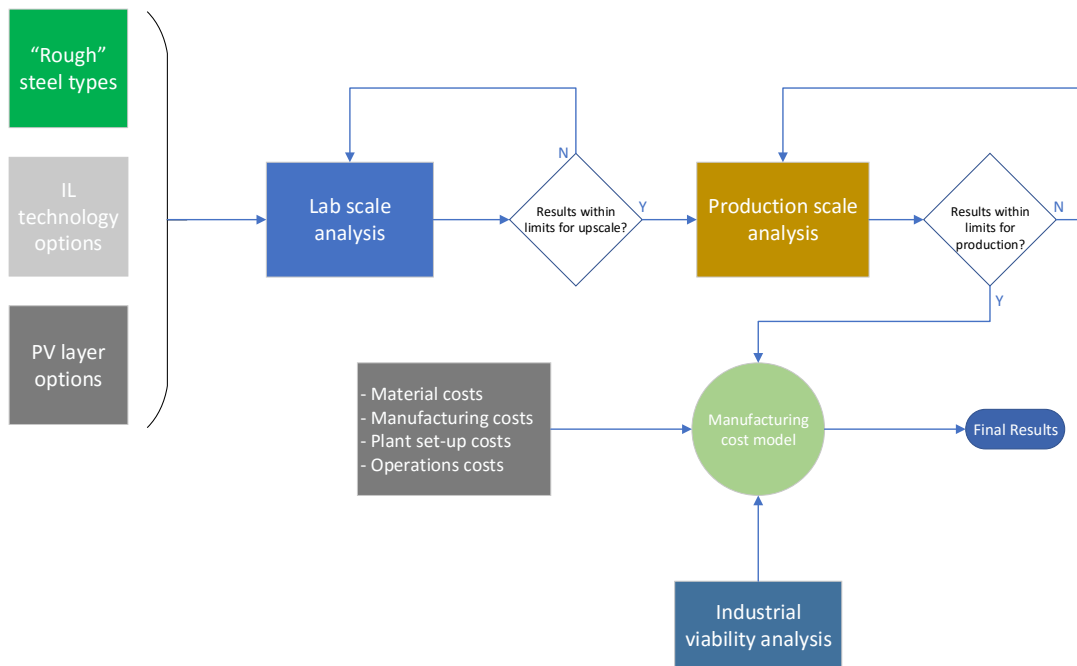 “Rough”
steel types
IL
technology
options
PV layer
options
Lab scale
analysis
N
Results within
limits for upscale?
Y
Production scale
analysis
Results within
limits for
production?
N
Y
- Material costs
- Manufacturing costs
- Plant set-up costs
- Operations costs
Manufacturing
cost model
Final Results
Industrial
viability analysis